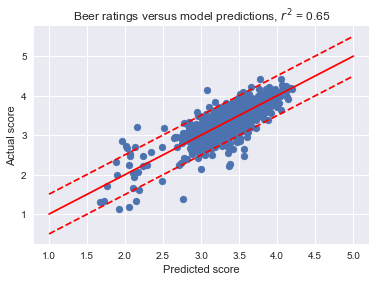 Beer ratings versus model predictions, r² = 0.65
5
4
3
2
1
Actual score
1.0 1.5 2.0 2.5 3.0 3.5 4.0 4.5 5.0
Predicted score